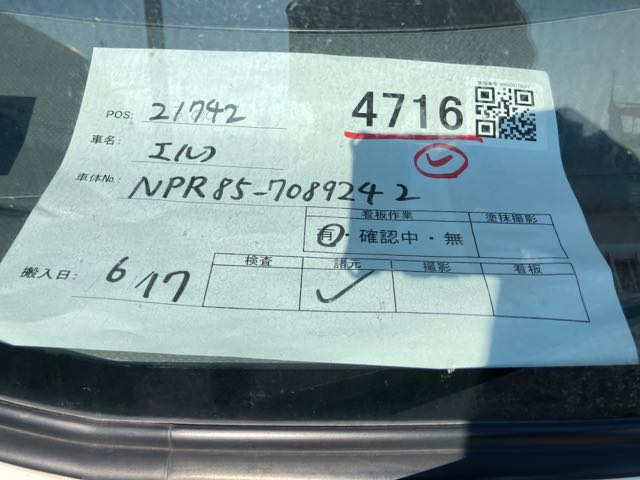 POS: 21742
4716
車名: エルフ
車体No.: NPR85-7089242
看板作業 塗抹撮影
有・確認中・無
搬入日: 6/17
検査 諸元 撮影 看板